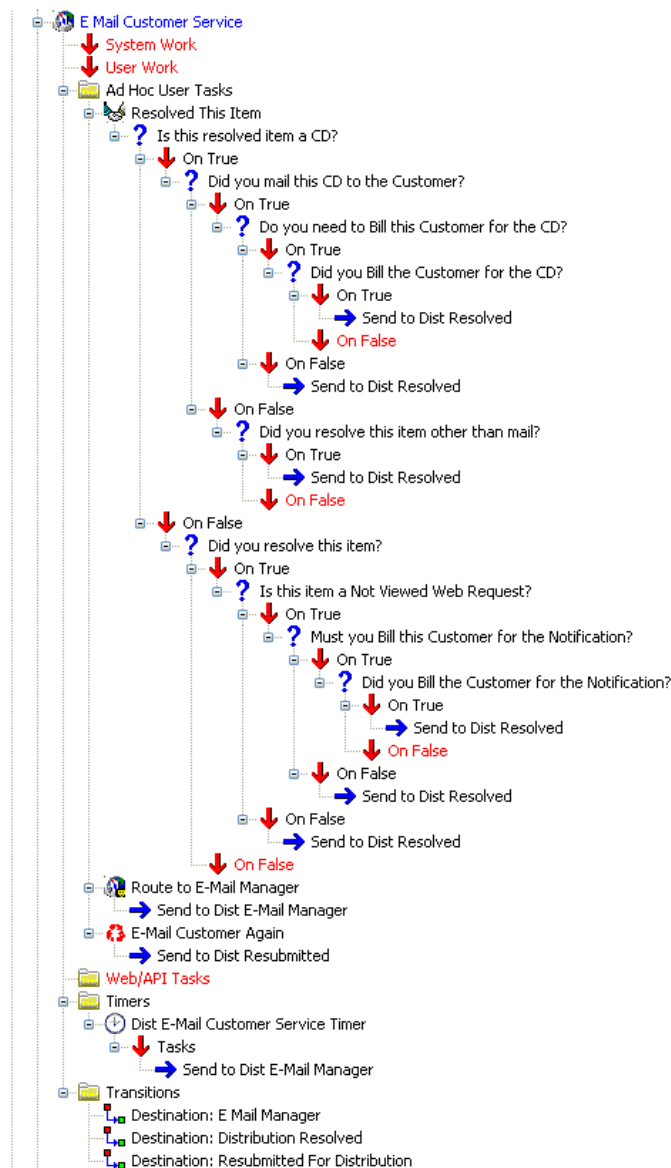 E Mail Customer Service
System Work
User Work
Ad Hoc User Tasks
Resolved This Item
? Is this resolved item a CD?
On True
? Did you mail this CD to the Customer?
On True
? Do you need to Bill this Customer for the CD?
On True
? Did you Bill the Customer for the CD?
On True
Send to Dist Resolved
On False
On False
Send to Dist Resolved
On False
? Did you resolve this item other than mail?
On True
Send to Dist Resolved
On False
On False
? Did you resolve this item?
On True
? Is this item a Not Viewed Web Request?
On True
? Must you Bill this Customer for the Notification?
On True
? Did you Bill the Customer for the Notification?
On True
Send to Dist Resolved
On False
On False
Send to Dist Resolved
On False
Send to Dist Resolved
On False
Route to E-Mail Manager
Send to Dist E-Mail Manager
E-Mail Customer Again
Send to Dist Resubmitted
Web/API Tasks
Timers
Dist E-Mail Customer Service Timer
Tasks
Send to Dist E-Mail Manager
Transitions
Destination: E Mail Manager
Destination: Distribution Resolved
Destination: Resubmitted For Distribution